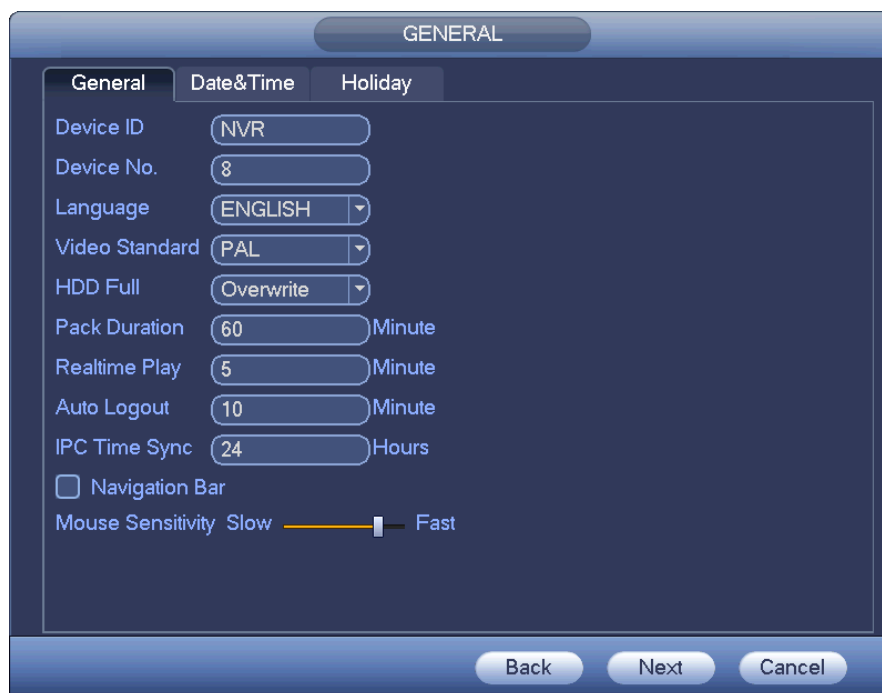 GENERAL
General Date&Time Holiday
Device ID NVR
Device No. 8
Language ENGLISH
Video Standard PAL
HDD Full Overwrite
Pack Duration 60 Minute
Realtime Play 5 Minute
Auto Logout 10 Minute
IPC Time Sync 24 Hours
Navigation Bar
Mouse Sensitivity Slow Fast
Back Next Cancel